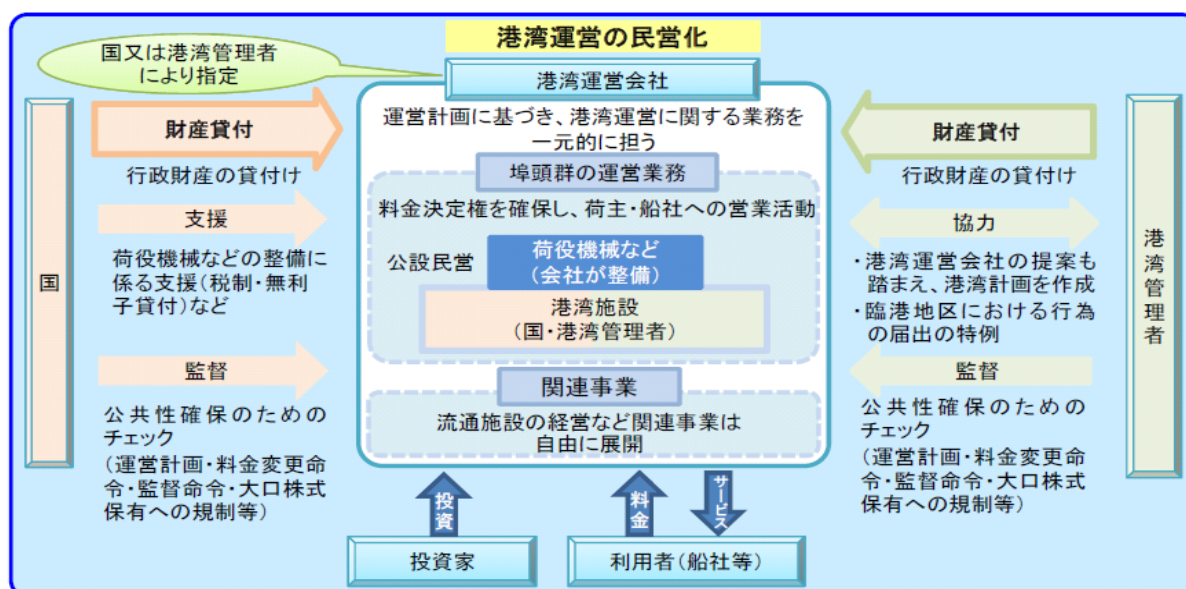 港湾運営の民営化
国又は港湾管理者
により指定
港湾運営会社
運営計画に基づき、港湾運営に関する業務を
一元的に担う
国
財産貸付
行政財産の貸付け
支援
荷役機械などの整備に
係る支援(税制・無利
子貸付)など
監督
公共性確保のための
チェック
(運営計画・料金変更命
令・監督命令・大口株式
保有への規制等)
埠頭群の運営業務
料金決定権を確保し、荷主・船社への営業活動
公設民営
荷役機械など
(会社が整備)
港湾施設
(国・港湾管理者)
関連事業
流通施設の経営など関連事業は
自由に展開
財産貸付
行政財産の貸付け
協力
・港湾運営会社の提案も
踏まえ、港湾計画を作成
・臨港地区における行為
の届出の特例
監督
公共性確保のための
チェック
(運営計画・料金変更命
令・監督命令・大口株式
保有への規制等)
港湾管理者
投資
料金
サービス
投資家
利用者(船社等)